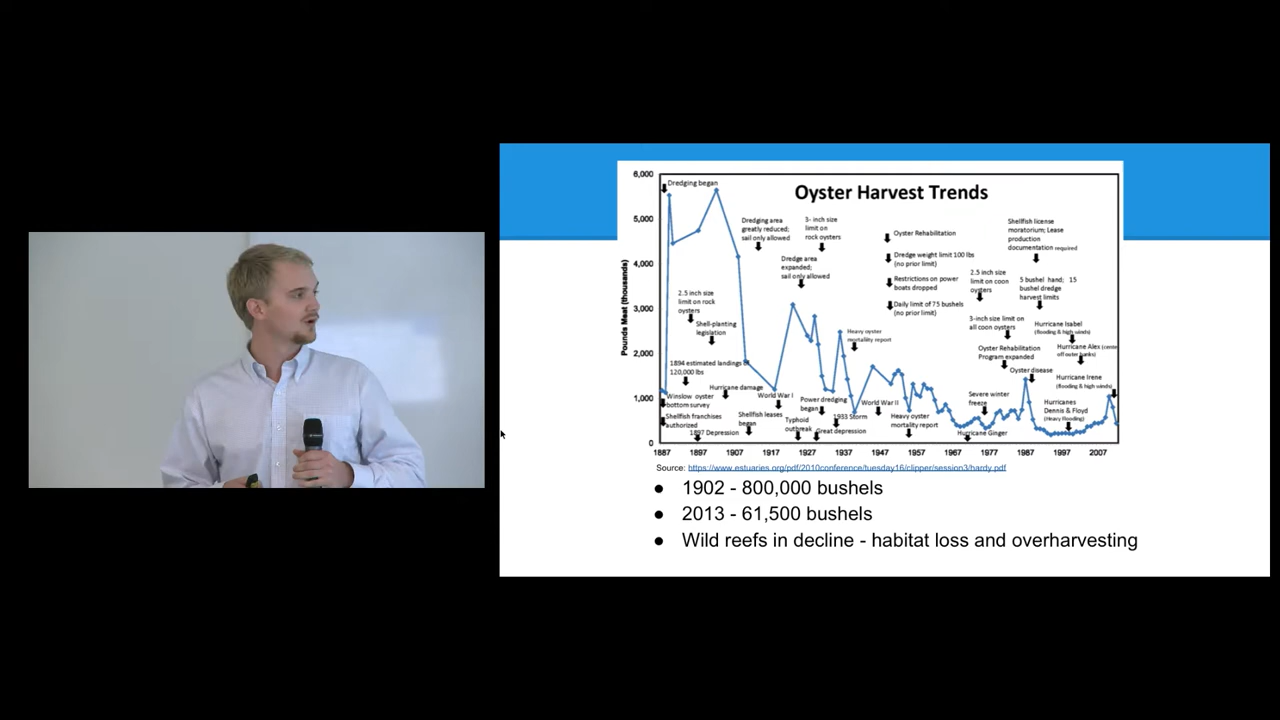 Oyster Harvest Trends
Pounds Meat (thousands)
6,000
5,000
4,000
3,000
2,000
1,000
0
Dredging began
Dredging area
greatly reduced;
sail only allowed
3- inch size
limit on
rock oysters
Dredge area
expanded;
sail only allowed
Oyster Rehabilitation
Dredge weight limit 100 lbs
(no prior limit)
Restrictions on power
boats dropped
Daily limit of 75 bushels
(no prior limit)
Shellfish license
moratorium; Lease
production
documentation required
2.5 inch size
limit on coon
oysters
5 bushel hand; 15
bushel dredge
harvest limits
2.5 inch size
limit on rock
oysters
Shell-planting
legislation
Heavy oyster
mortality report
3-inch size limit on
all coon oysters
Hurricane Isabel
(flooding & high winds)
Oyster Rehabilitation
Program expanded
Hurricane Alex
off outer banks)
1894 estimated landings
120,000 lbs
Oyster disease
Hurricane Irene
(flooding & high winds)
Hurricane damage
World War I
Winslow oyster
bottom survey
Power dredging
began
World War II
Severe winter
freeze
Hurricanes
Dennis & Floyd
(Heavy Flooding)
Shellfish franchises
authorized
Shellfish leases
began
Typhoid
outbreak
1933 Storm
Heavy oyster
mortality report
1897 Depression
Great depression
Hurricane Ginger
1887 1897 1907 1917 1927 1937 1947 1957 1967 1977 1987 1997 2007
Source: https://www.estuaries.org/pdf/2010conference/tuesday16/clipper/session3/hardy.pdf
● 1902 - 800,000 bushels
● 2013 - 61,500 bushels
● Wild reefs in decline - habitat loss and overharvesting